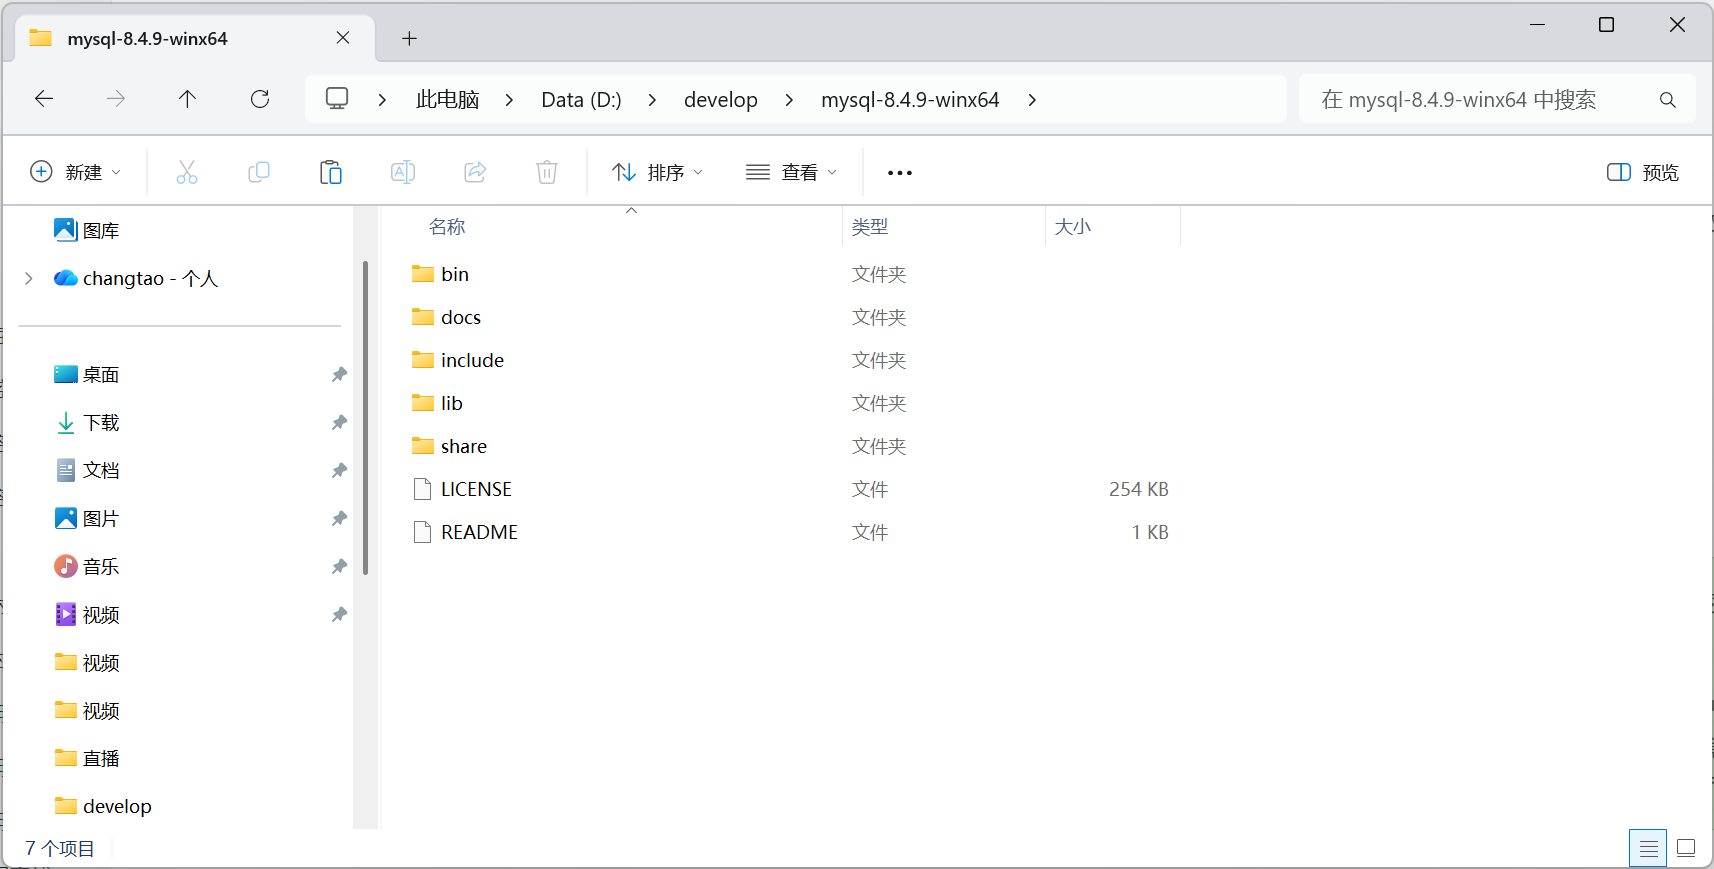 mysql-8.4.9-winx64
此电脑 Data (D:) develop mysql-8.4.9-winx64
在 mysql-8.4.9-winx64 中搜索
新建 排序 查看 预览
图库
changtao - 个人
桌面
下载
文档
图片
音乐
视频
视频
视频
直播
develop
名称 类型 大小
bin 文件夹
docs 文件夹
include 文件夹
lib 文件夹
share 文件夹
LICENSE 文件 254 KB
README 文件 1 KB
7 个项目